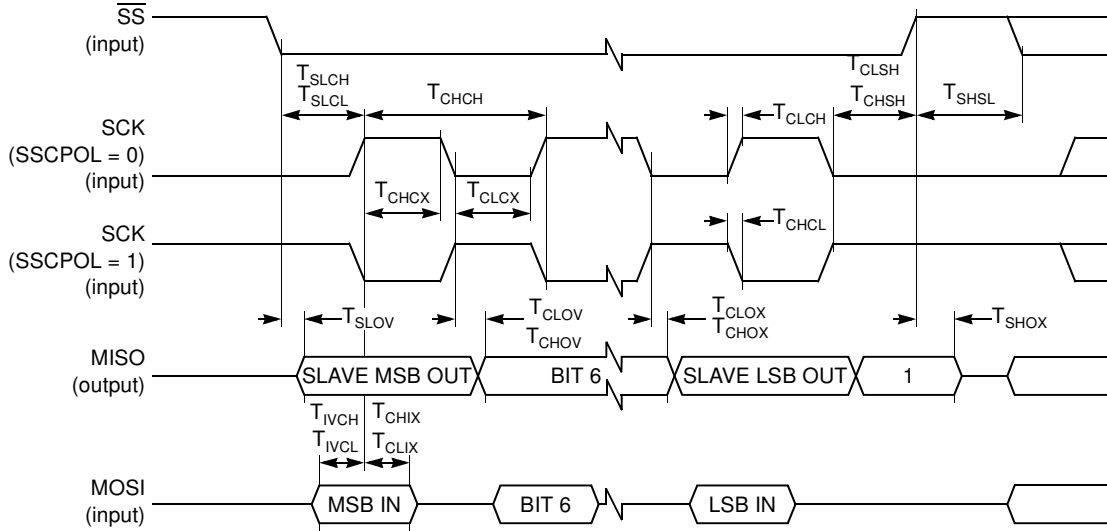 SS
(input)
T_SLCH
T_SLCL
T_CHCH
T_CLSH
T_CHSH
T_SHSL
T_CLCH
SCK
(SSCPOL = 0)
(input)
T_CHCX
T_CLCX
SCK
(SSCPOL = 1)
(input)
T_CHCL
T_SLOV
T_CLOV
T_CHOV
T_CLOX
T_CHOX
T_SHOX
MISO
(output)
SLAVE MSB OUT
BIT 6
SLAVE LSB OUT
1
T_IVCH
T_IVCL
T_CHIX
T_CLIX
MOSI
(input)
MSB IN
BIT 6
LSB IN